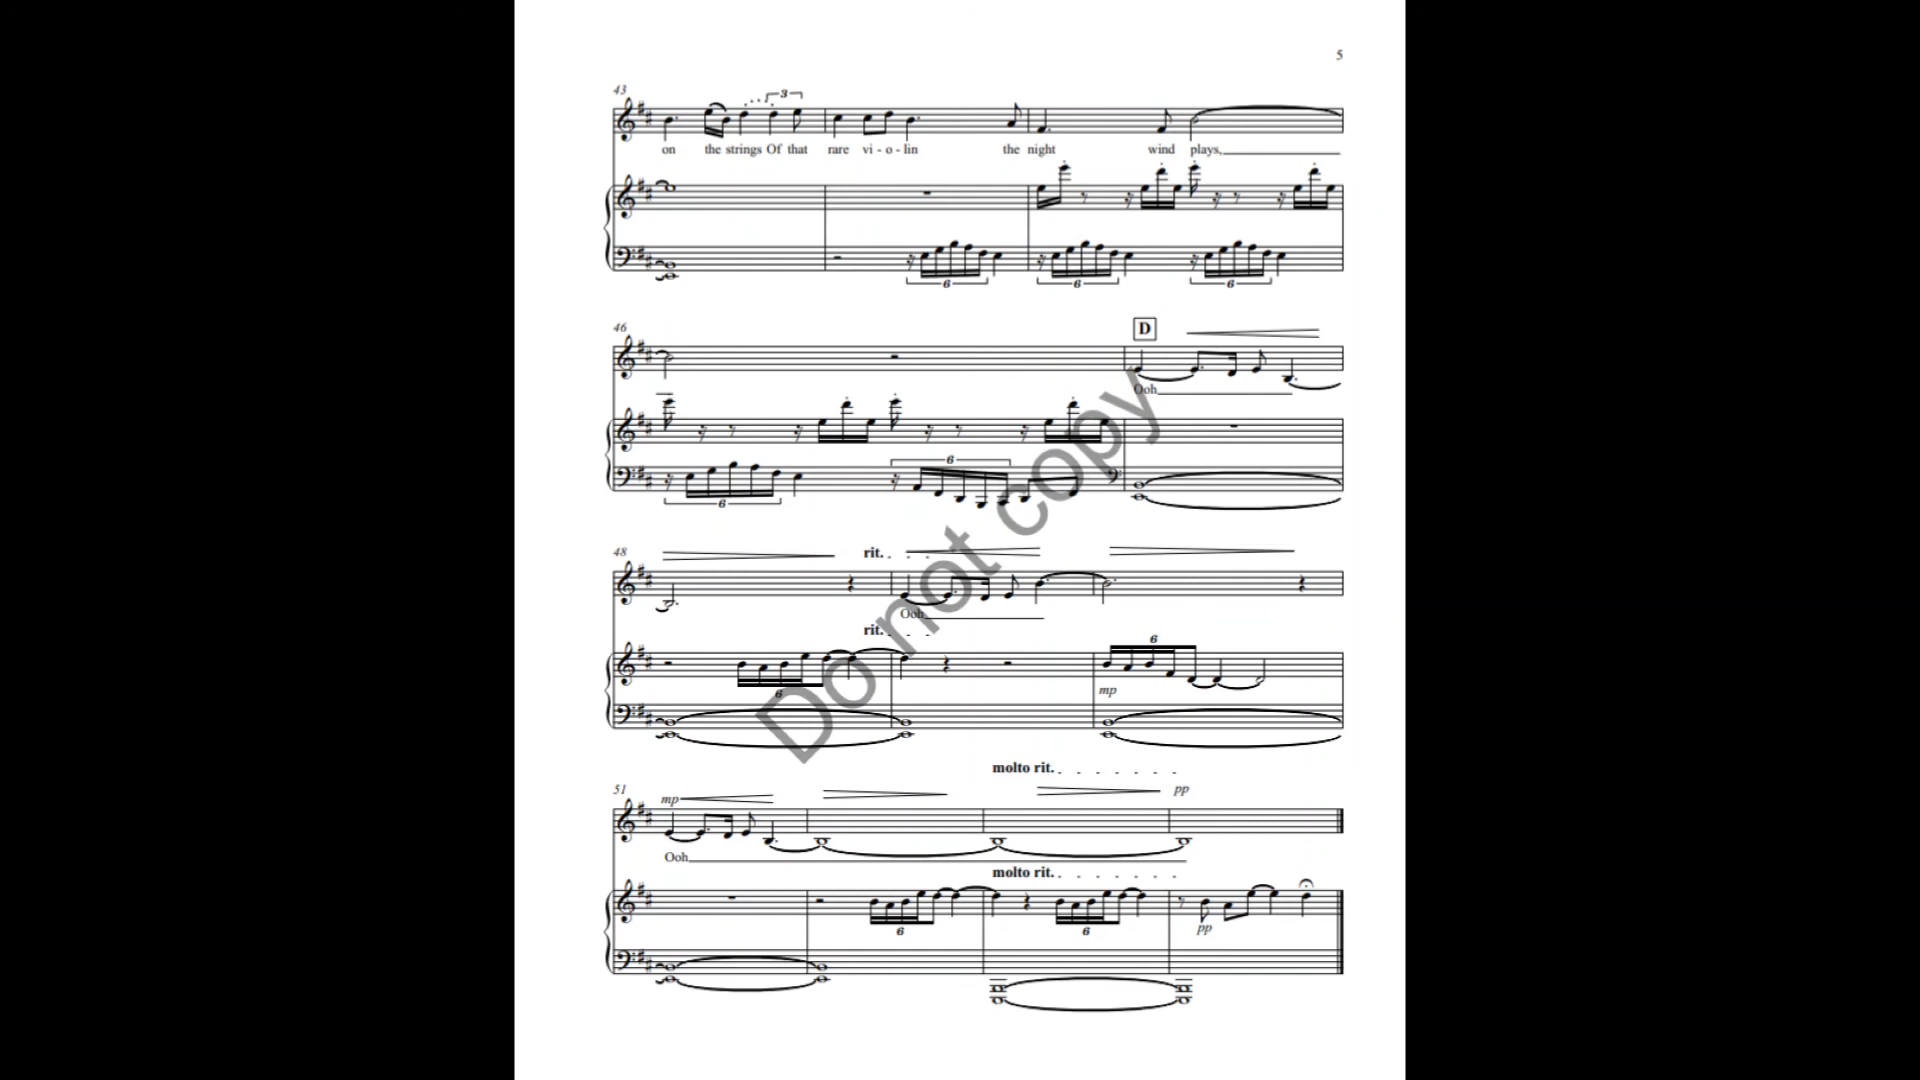 5
43
3
on the strings Of that rare vi - o - lin the night wind plays,
6 6 6
46
D
Ooh
6
6
48
rit.
Ooh
rit.
6
6
mp
molto rit.
51
mp
pp
Ooh
molto rit.
6 6
pp
Do not copy